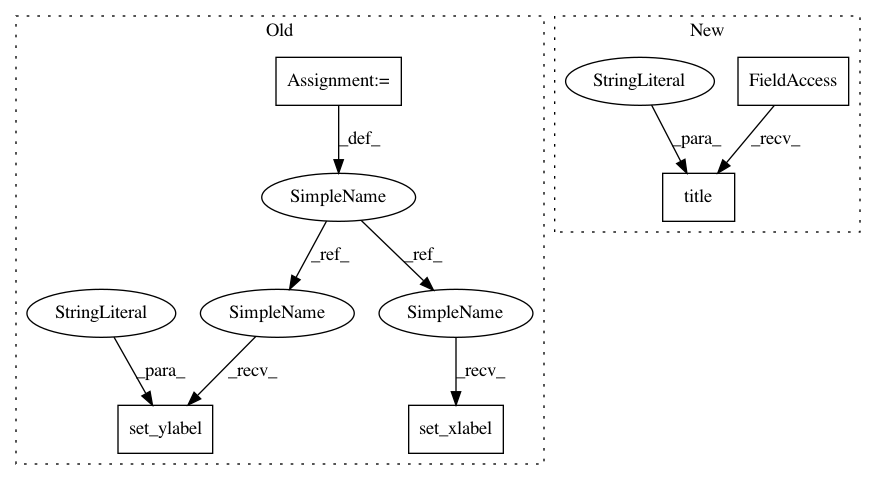 Old
New
Assignment:=
StringLiteral
FieldAccess
_def_
_para_
_recv_
SimpleName
title
_ref_
_ref_
StringLiteral
SimpleName
SimpleName
_para_
_recv_
_recv_
set_ylabel
set_xlabel